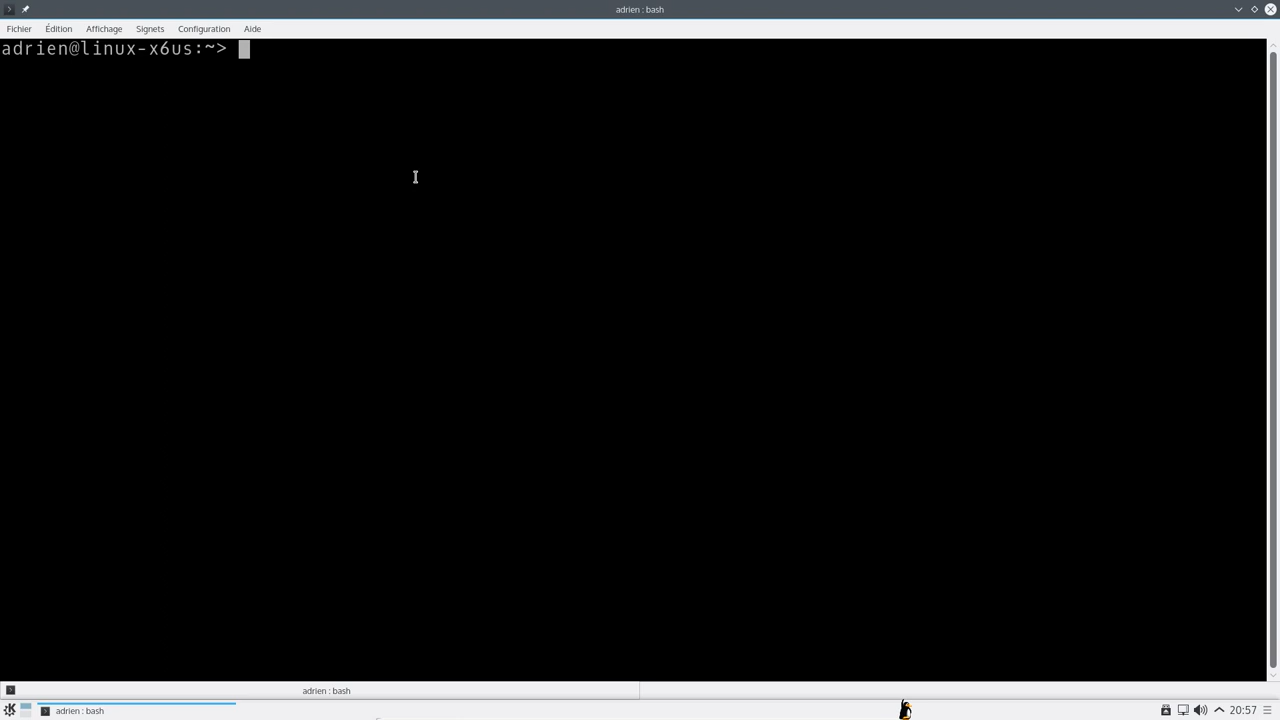 adrien : bash
Fichier Édition Affichage Signets Configuration Aide
adrien@linux-x6us:~>
adrien : bash
adrien : bash 20:57